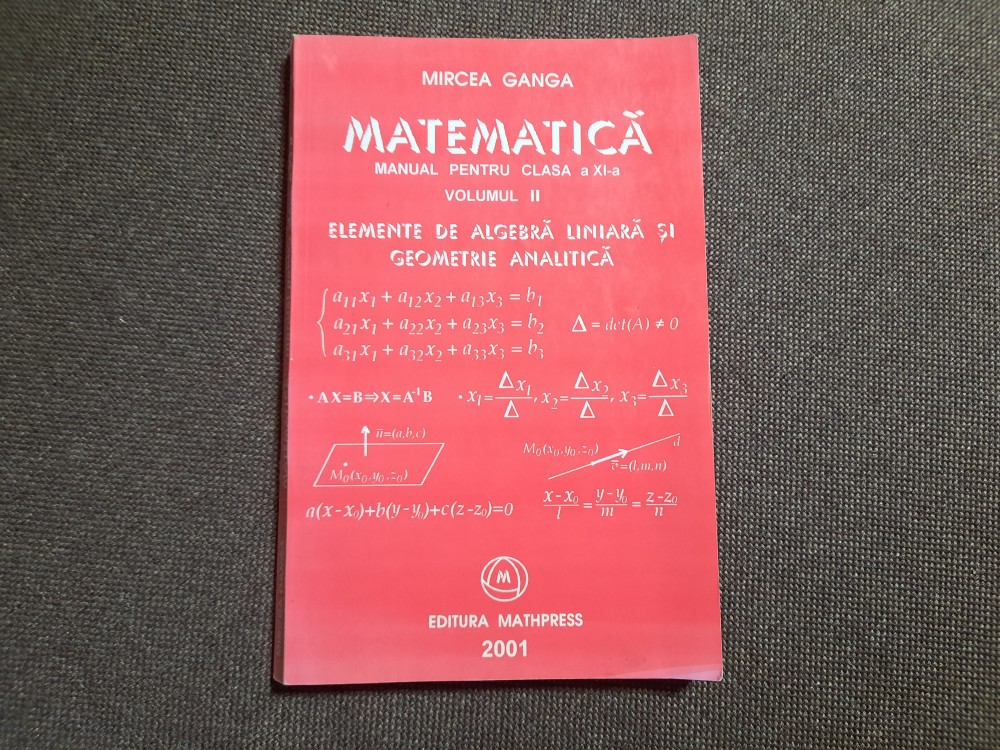 MIRCEA GANGA
MATEMATICĂ
MANUAL PENTRU CLASA a XI-a
VOLUMUL II
ELEMENTE DE ALGEBRĂ LINIARĂ ȘI
GEOMETRIE ANALITICĂ
a₁₁x₁ + a₁₂x₂ + a₁₃x₃ = b₁
a₂₁x₁ + a₂₂x₂ + a₂₃x₃ = b₂
Δ = det(A) ≠ 0
a₃₁x₁ + a₃₂x₂ + a₃₃x₃ = b₃
• AX=B⇒X=A⁻¹B
• x₁=Δx₁/Δ, x₂=Δx₂/Δ, x₃=Δx₃/Δ
n̄=(a,b,c)
M₀(x₀,y₀,z₀)
M₀(x₀,y₀,z₀)
d
v̄=(l,m,n)
a(x-x₀)+b(y-y₀)+c(z-z₀)=0
x-x₀/l = y-y₀/m = z-z₀/n
M
EDITURA MATHPRESS
2001